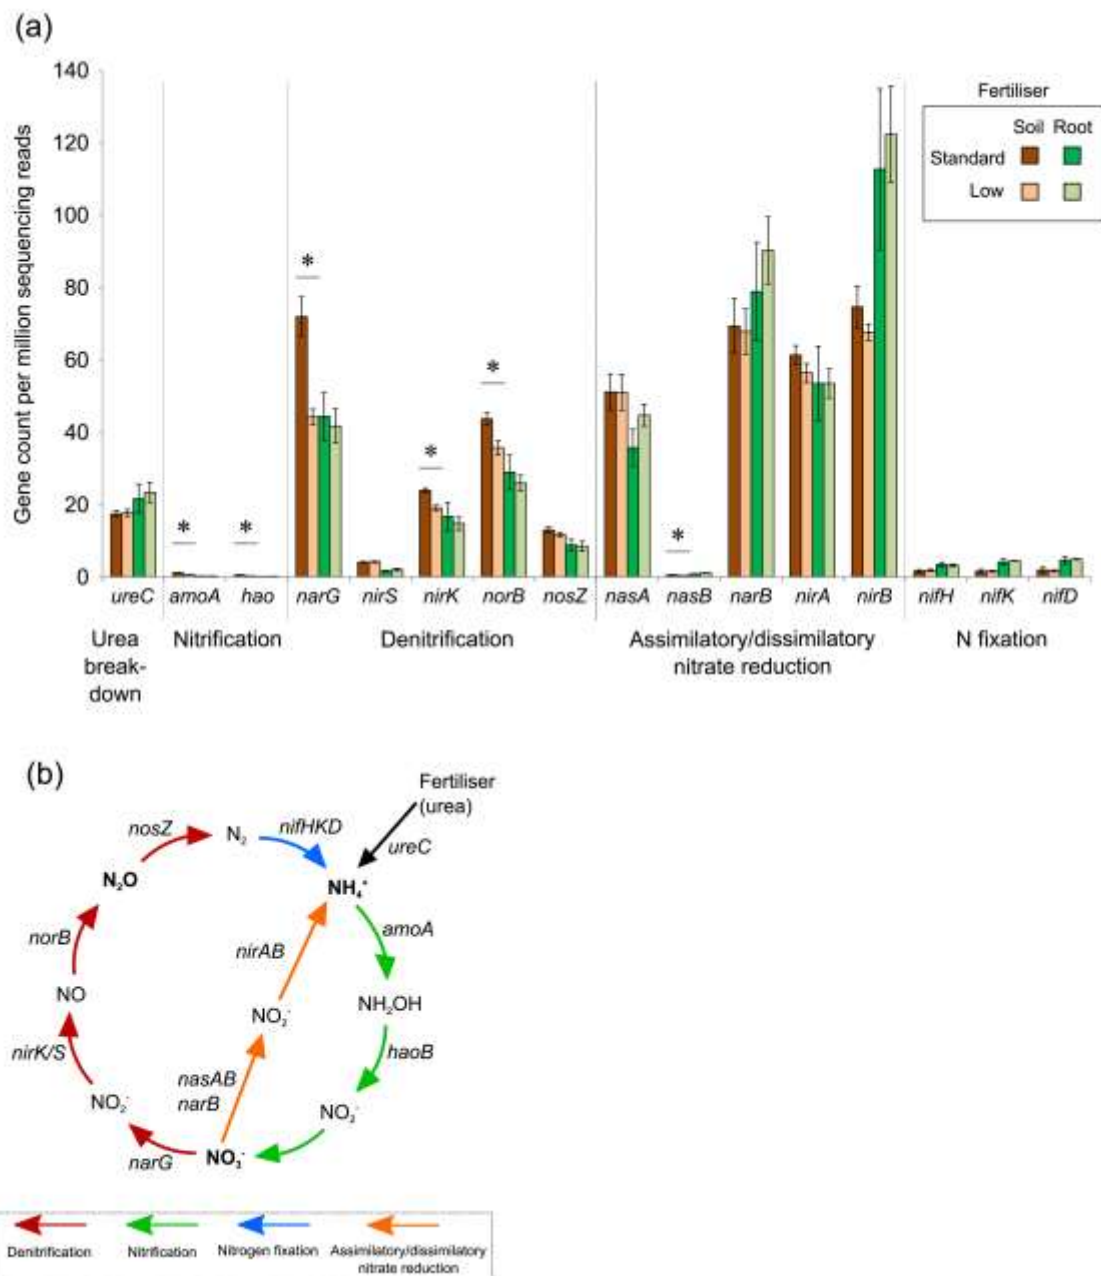 (a)
Gene count per million sequencing reads
140
120
100
80
60
40
20
0
Fertiliser
Soil Root
Standard
Low
*
*
*
*
*
*
ureC amoA hao narG nirS nirK norB nosZ nasA nasB narB nirA nirB nifH nifK nifD
Urea
break-
down
Nitrification
Denitrification
Assimilatory/dissimilatory
nitrate reduction
N fixation
(b)
Fertiliser
(urea)
ureC
nosZ
N₂
nifHKD
N₂O
NH₄⁺
amoA
norB
nirAB
NO
NO₂⁻
NH₂OH
nirK/S
haoB
nasAB
narB
NO₂⁻
NO₂⁻
narG
NO₃⁻
Denitrification
Nitrification
Nitrogen fixation
Assimilatory/dissimilatory
nitrate reduction